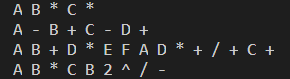 A B * C *
A - B + C - D +
A B + D * E F A D * + / + C +
A B * C B 2 ^ / -